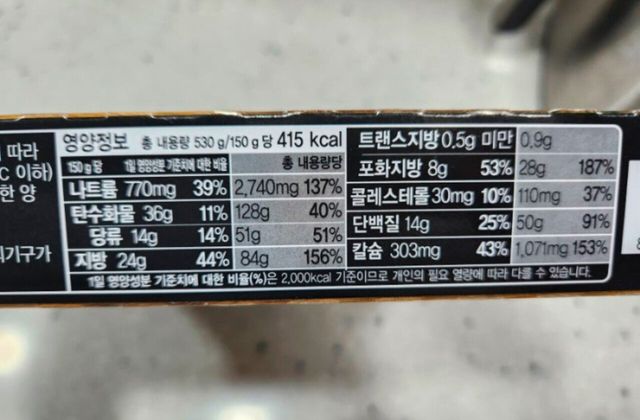 따라
C 이하)
한 양
기구가
영양정보 총 내용량 530 g/150 g 당 415 kcal
150 g 당 1일 영양성분 기준치에 대한 비율 총 내용량당
나트륨 770mg 39% 2,740mg 137%
탄수화물 36g 11% 128g 40%
당류 14g 14% 51g 51%
지방 24g 44% 84g 156%
트랜스지방 0.5g 미만 0.9g
포화지방 8g 53% 28g 187%
콜레스테롤 30mg 10% 110mg 37%
단백질 14g 25% 50g 91%
칼슘 303mg 43% 1,071mg 153%
1일 영양성분 기준치에 대한 비율(%)은 2,000kcal 기준이므로 개인의 필요 열량에 따라 다를 수 있습니다.